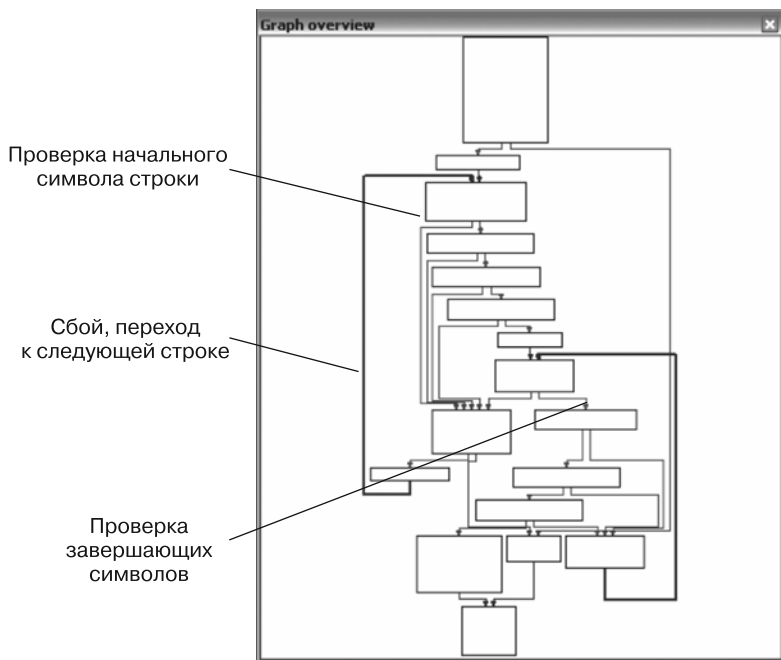 Graph overview
Проверка начального
символа строки
Сбой, переход
к следующей строке
Проверка
завершающих
символов